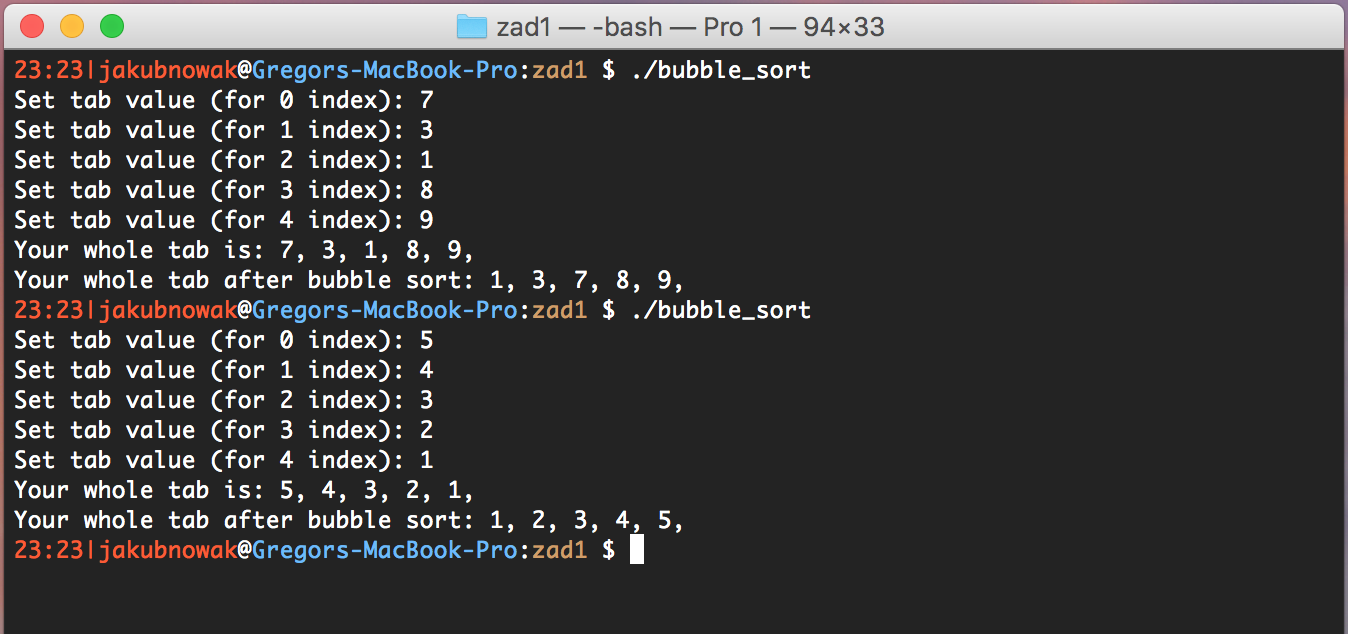 zad1 — -bash — Pro 1 — 94×33
23:23|jakubnowak@Gregors-MacBook-Pro:zad1 $ ./bubble_sort
Set tab value (for 0 index): 7
Set tab value (for 1 index): 3
Set tab value (for 2 index): 1
Set tab value (for 3 index): 8
Set tab value (for 4 index): 9
Your whole tab is: 7, 3, 1, 8, 9,
Your whole tab after bubble sort: 1, 3, 7, 8, 9,
23:23|jakubnowak@Gregors-MacBook-Pro:zad1 $ ./bubble_sort
Set tab value (for 0 index): 5
Set tab value (for 1 index): 4
Set tab value (for 2 index): 3
Set tab value (for 3 index): 2
Set tab value (for 4 index): 1
Your whole tab is: 5, 4, 3, 2, 1,
Your whole tab after bubble sort: 1, 2, 3, 4, 5,
23:23|jakubnowak@Gregors-MacBook-Pro:zad1 $